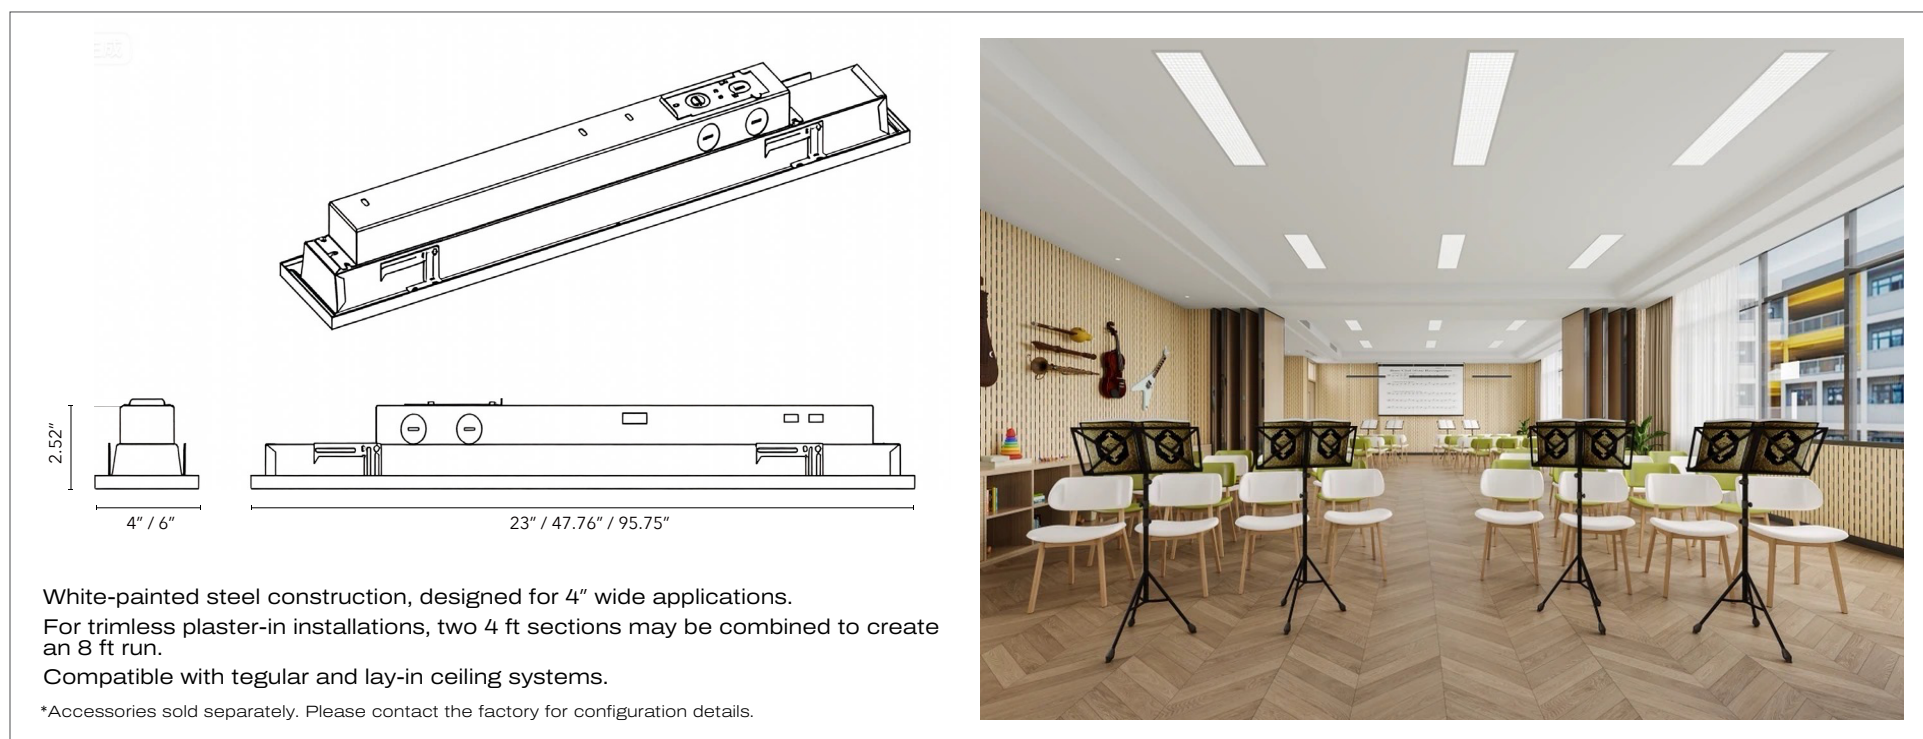 2.52"
4" / 6"
23" / 47.76" / 95.75"
White-painted steel construction, designed for 4" wide applications.
For trimless plaster-in installations, two 4 ft sections may be combined to create
an 8 ft run.
Compatible with tegular and lay-in ceiling systems.
*Accessories sold separately. Please contact the factory for configuration details.